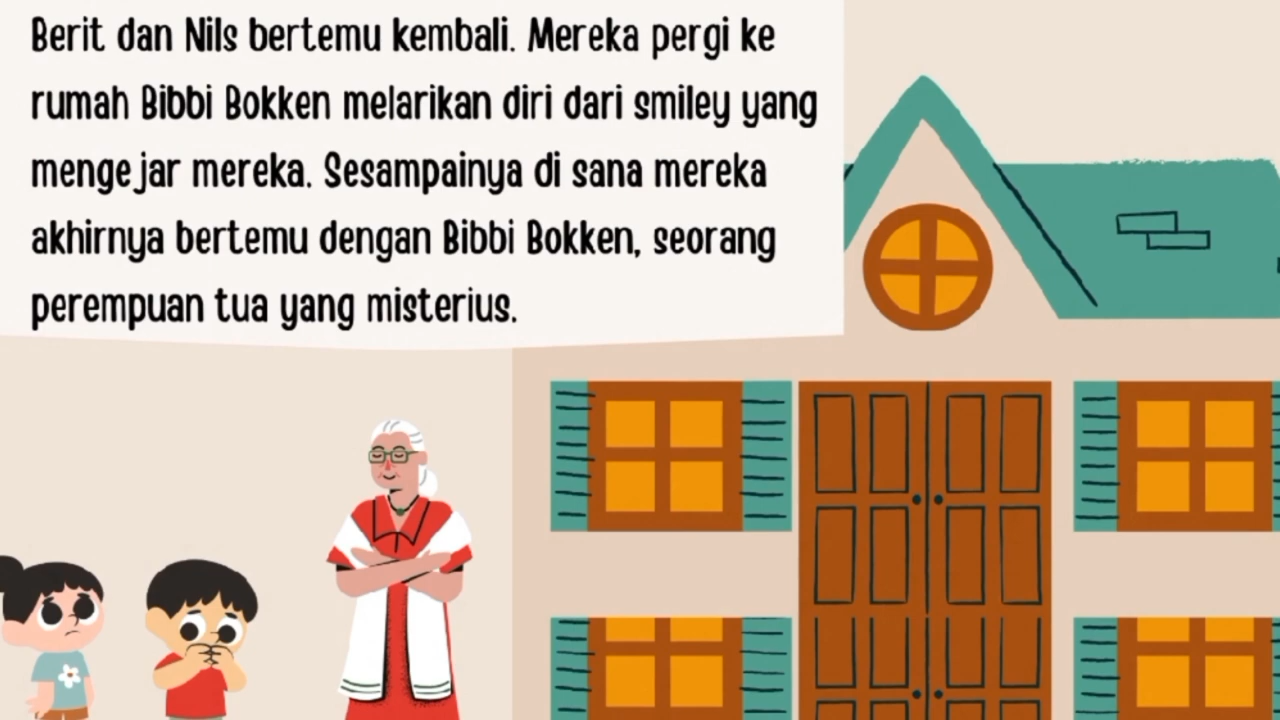 Berit dan Nils bertemu kembali. Mereka pergi ke
rumah Bibbi Bokken melarikan diri dari smiley yang
mengejar mereka. Sesampainya di sana mereka
akhirnya bertemu dengan Bibbi Bokken, seorang
perempuan tua yang misterius.